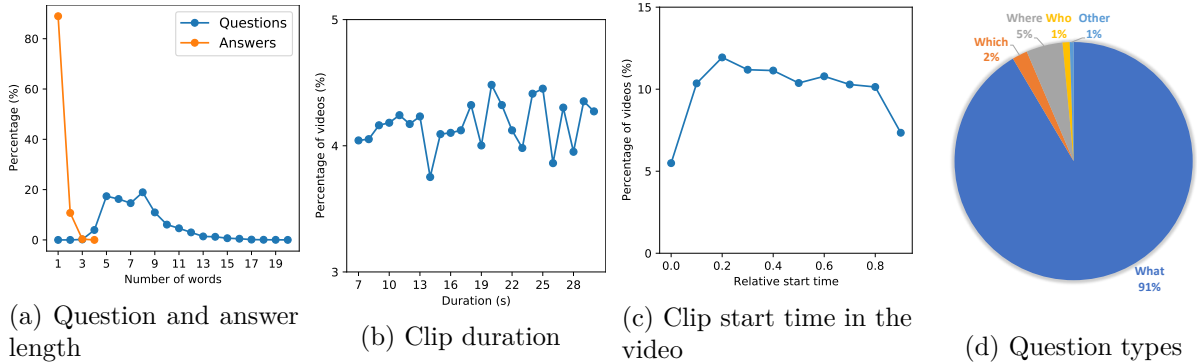 Percentage (%)
80
60
40
20
0
Questions
Answers
1 3 5 7 9 11 13 15 17 19
Number of words
(a) Question and answer
length
Percentage of videos (%)
5
4
3
7 10 13 16 19 22 25 28
Duration (s)
(b) Clip duration
Percentage of videos (%)
15
10
5
0
0.0 0.2 0.4 0.6 0.8
Relative start time
(c) Clip start time in the
video
Where
5%
Who
1%
Other
1%
Which
2%
What
91%
(d) Question types